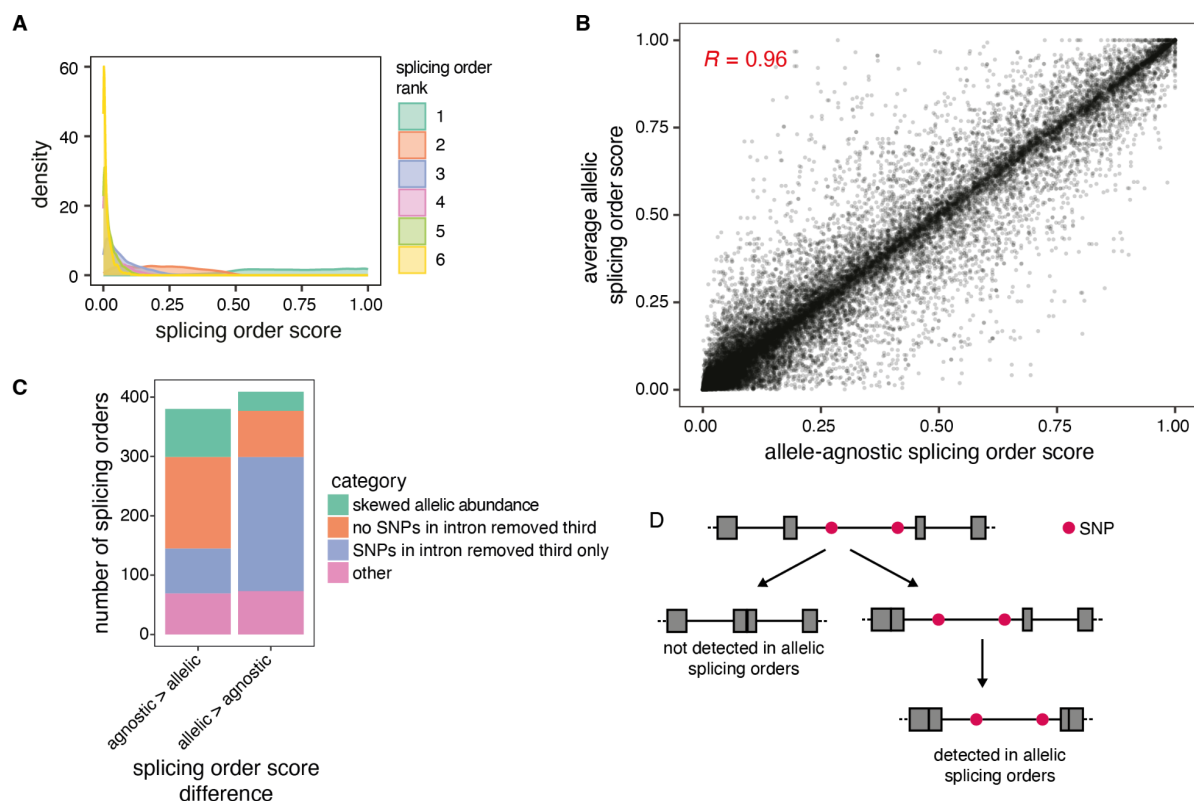 A
60
40
20
0
density
0.00 0.25 0.50 0.75 1.00
splicing order score
splicing order
rank
1
2
3
4
5
6
B
R = 0.96
1.00
0.75
0.50
0.25
0.00
average allelic
splicing order score
0.00 0.25 0.50 0.75 1.00
allele-agnostic splicing order score
C
400
300
200
100
0
number of splicing orders
agnostic > allelic
allelic > agnostic
splicing order score
difference
category
skewed allelic abundance
no SNPs in intron removed third
SNPs in intron removed third only
other
D
SNP
not detected in allelic
splicing orders
detected in allelic
splicing orders